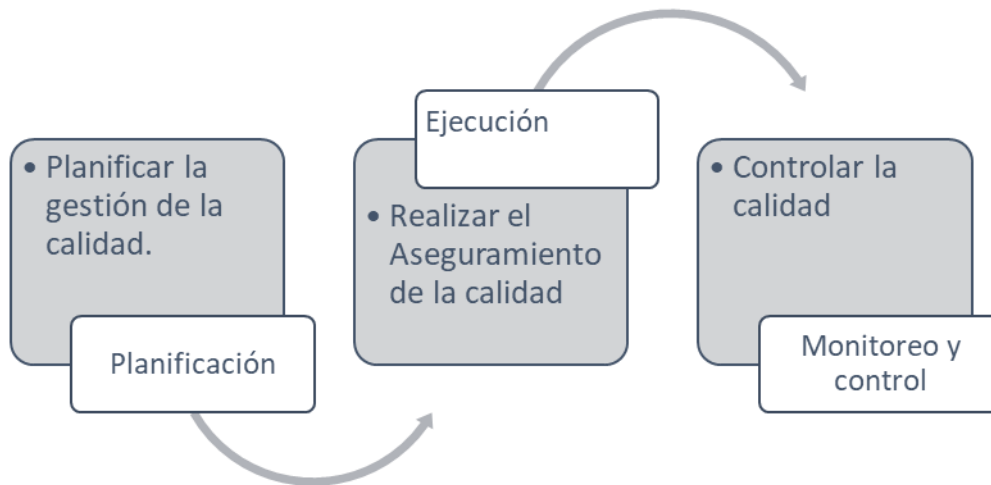 • Planificar la
gestión de la
calidad.
Planificación
Ejecución
• Realizar el
Aseguramiento
de la calidad
• Controlar la
calidad
Monitoreo y
control